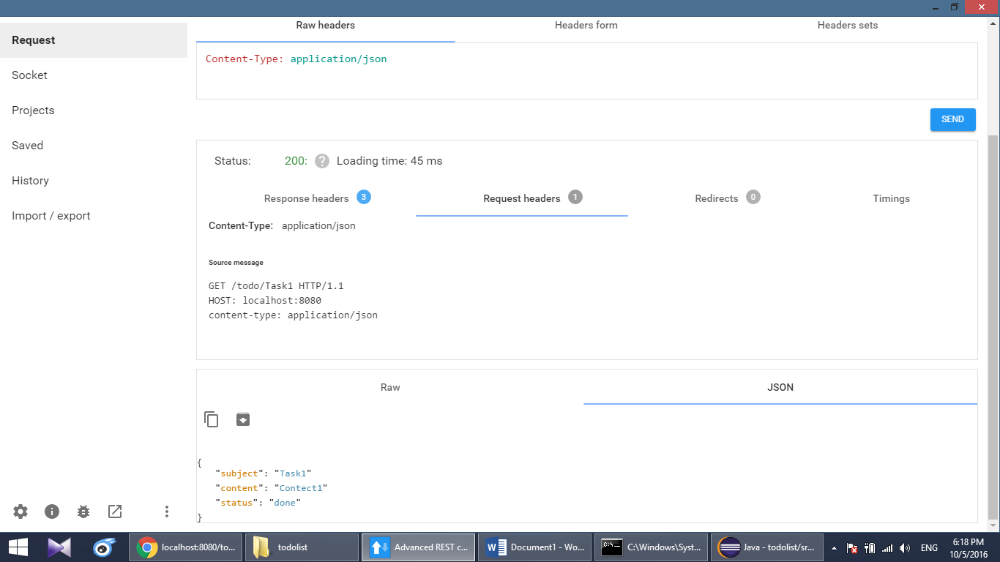 Raw headers Headers form Headers sets
Request
Content-Type: application/json
Socket
Projects
SEND
Saved
Status: 200: ? Loading time: 45 ms
History
Response headers 3 Request headers 1 Redirects 0 Timings
Import / export
Content-Type: application/json
Source message
GET /todo/Task1 HTTP/1.1
HOST: localhost:8080
content-type: application/json
Raw JSON
{
"subject": "Task1"
"content": "Contect1"
"status": "done"
}
localhost:8080/to... todolist Advanced REST c... Document1 - Wo... C:\Windows\Syst... Java - todolist/sr... ENG 6:18 PM
10/5/2016